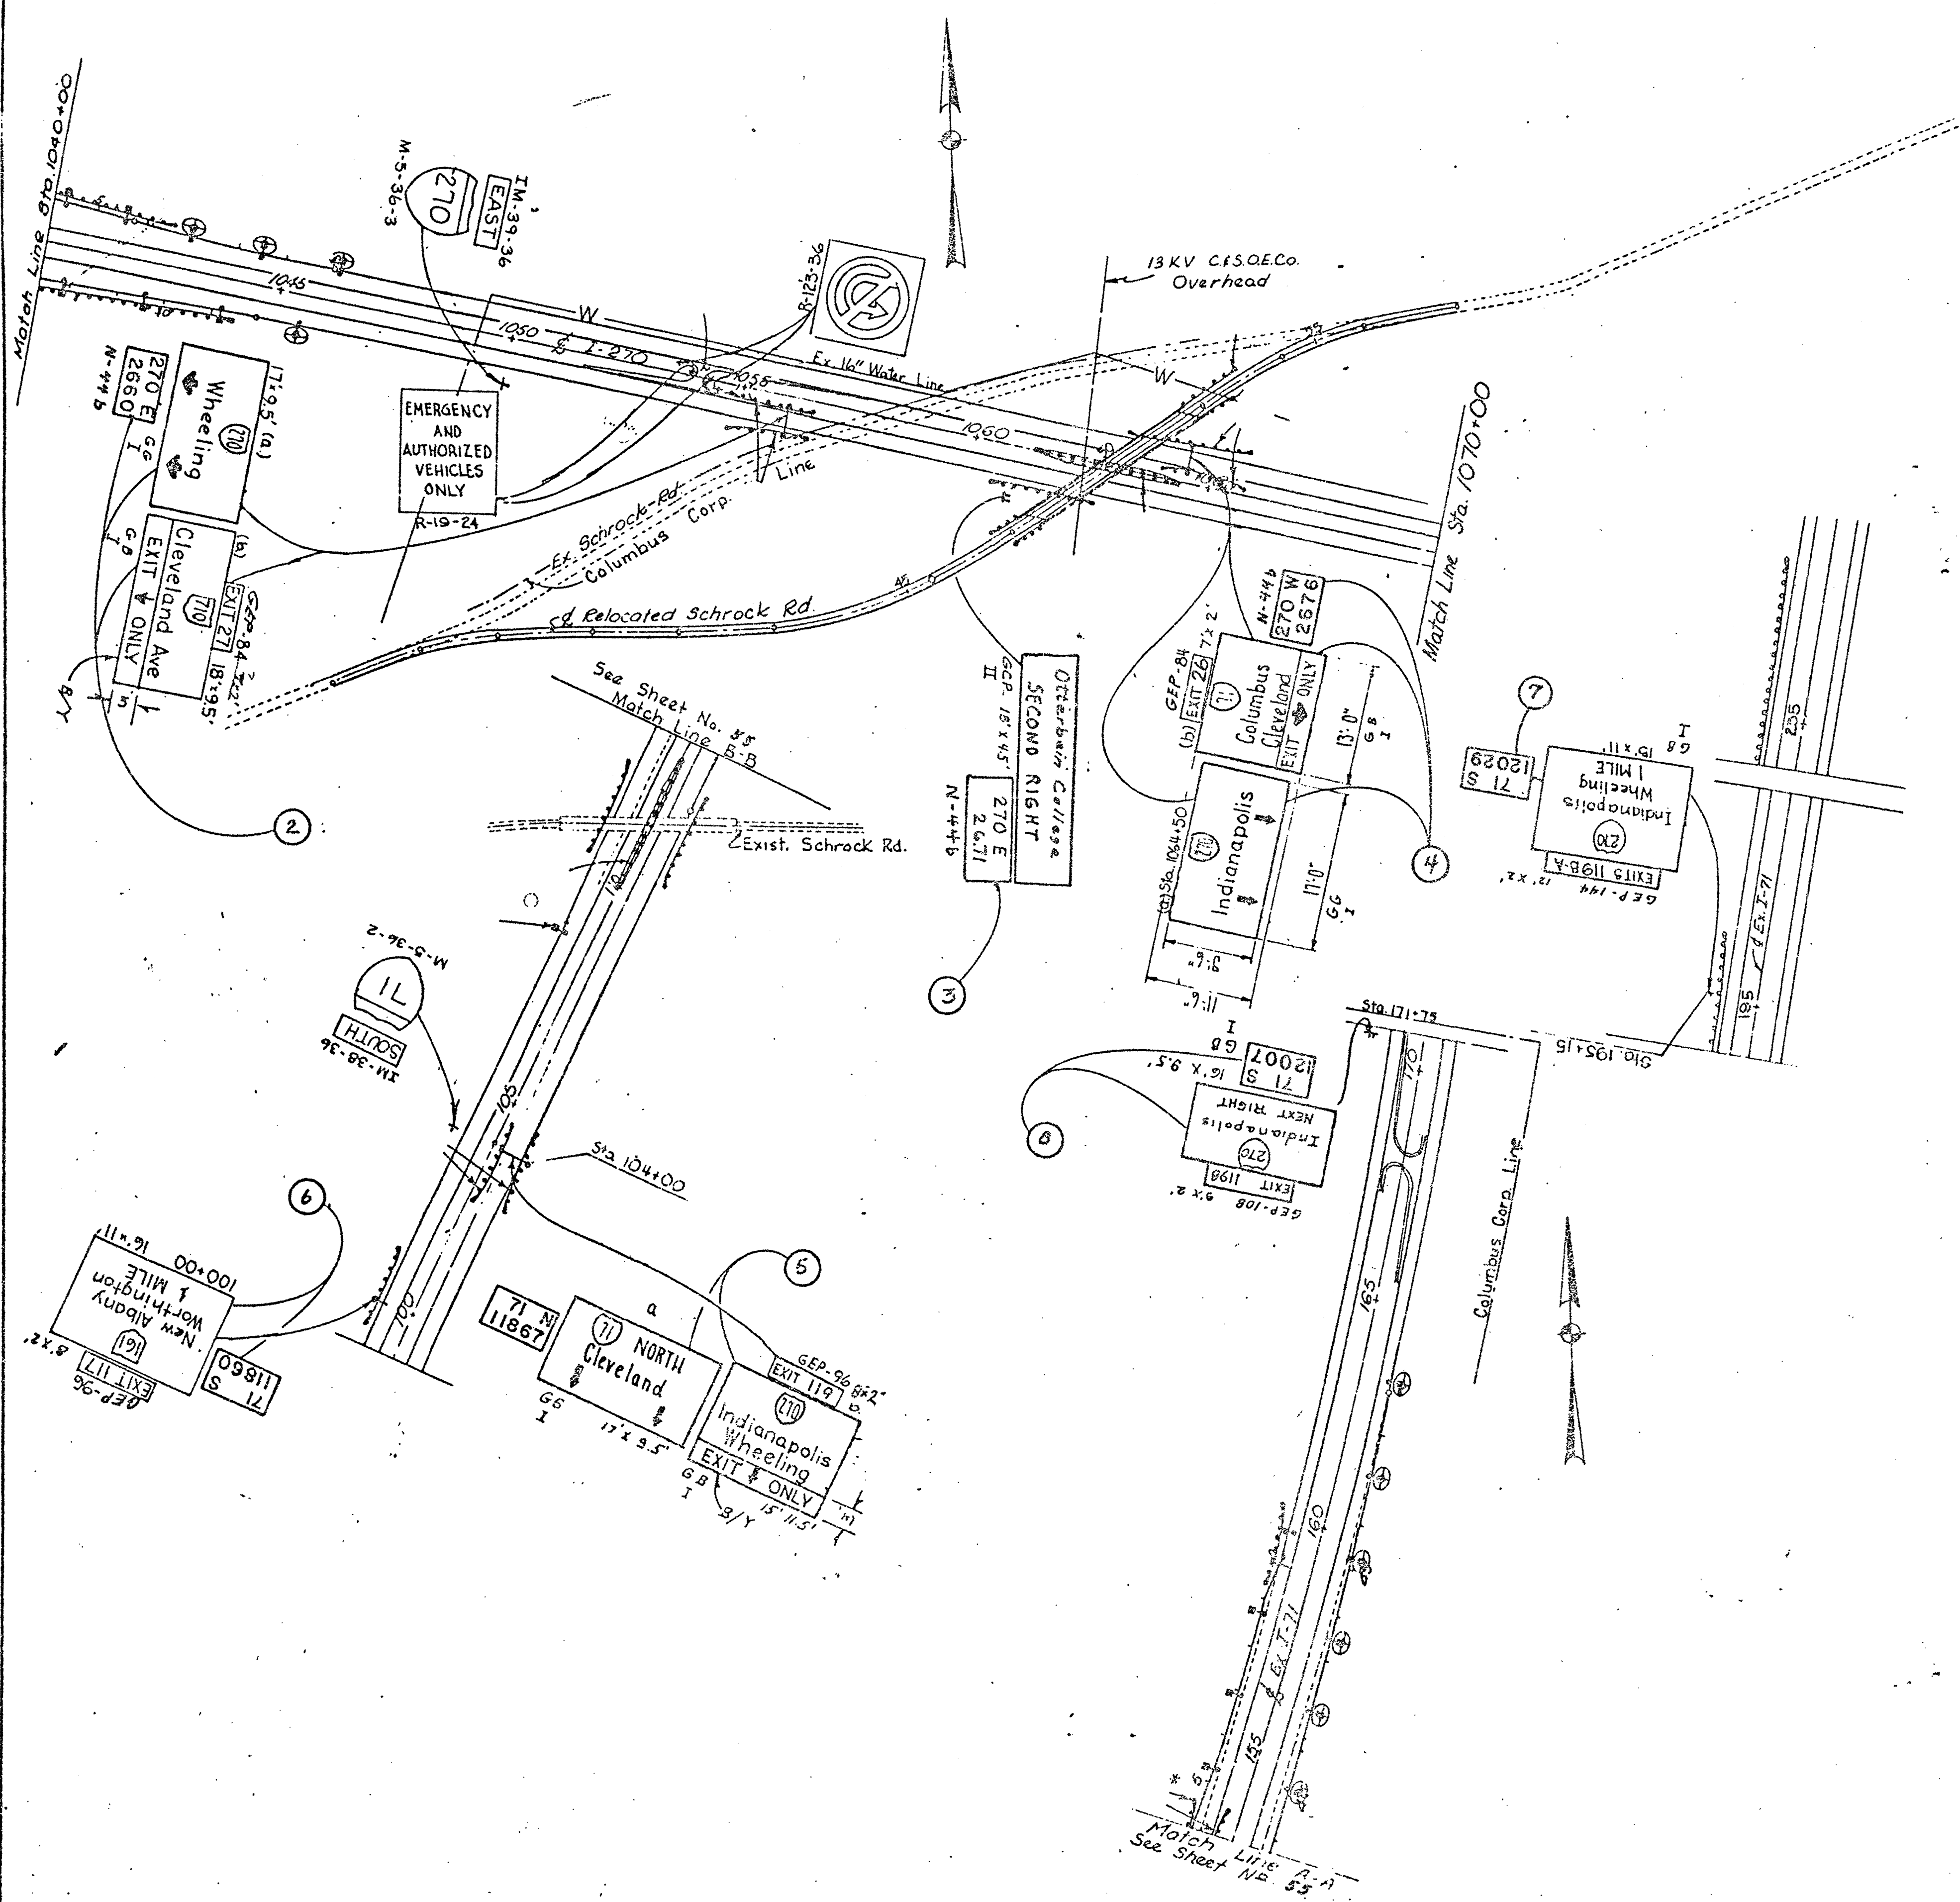 Match Line Sta. 1040+00
M-5-36-3
270
EAST
IM-39-36
R-123-36
13 KV C.&S.O.E.Co.
Overhead
1045
1050
I-270
W
1055
Ex. 16" Water Line
W
1060
Match Line Sta. 1070+00
N-44b
270 E
2660
GG
I
Wheeling
270
17'x9.5' (a)
EMERGENCY
AND
AUTHORIZED
VEHICLES
ONLY
R-19-24
Ex. Schrock Rd.
Columbus Corp. Line
Relocated Schrock Rd.
45
(b)
GEP-84 7'x2'
EXIT 27
18'x9.5'
710
Cleveland Ave
EXIT ONLY
GB
I
B/Y
2
See Sheet No. 55
Match Line B-B
Exist. Schrock Rd.
Otterbein College
SECOND RIGHT
GCP. 18'x4.5'
II
270 E
2671
N-44b
3
N-44b
270 W
2676
GEP-84
7'x2'
EXIT 26
(b)
71
Columbus
Cleveland
EXIT ONLY
13'-0"
GB
I
(a) Sta. 1064+50
270
Indianapolis
17'-0"
GG
I
9'-6"
11'-6"
4
7
71 S
12029
GB
I
15'x11'
Indianapolis
Wheeling
1 MILE
270
EXITS 119B-A
GEP-144
12'x2'
235
Ex. I-71
195
Sta. 195+15
Sta. 171+75
170
71 S
12007
GB
I
16'x9.5'
Indianapolis
NEXT RIGHT
270
EXIT 119B
GEP-108
9'x2'
8
Columbus Corp. Line
165
160
Ex I-71
155
Match Line A-A
See Sheet No. 55
M-5-36-2
71
SOUTH
IM-38-36
105
Sta 104+00
100
6
100+00
16'x11'
New Albany
Worthington
1 MILE
161
EXIT 117
8'x2'
GEP-96
71 S
11860
5
71 N
11867
a
71 NORTH
Cleveland
GG
I
17'x9.5'
GEP-96 8'x2'
EXIT 119
270
Indianapolis
Wheeling
EXIT ONLY
GB
I
B/Y
15' 11.5'